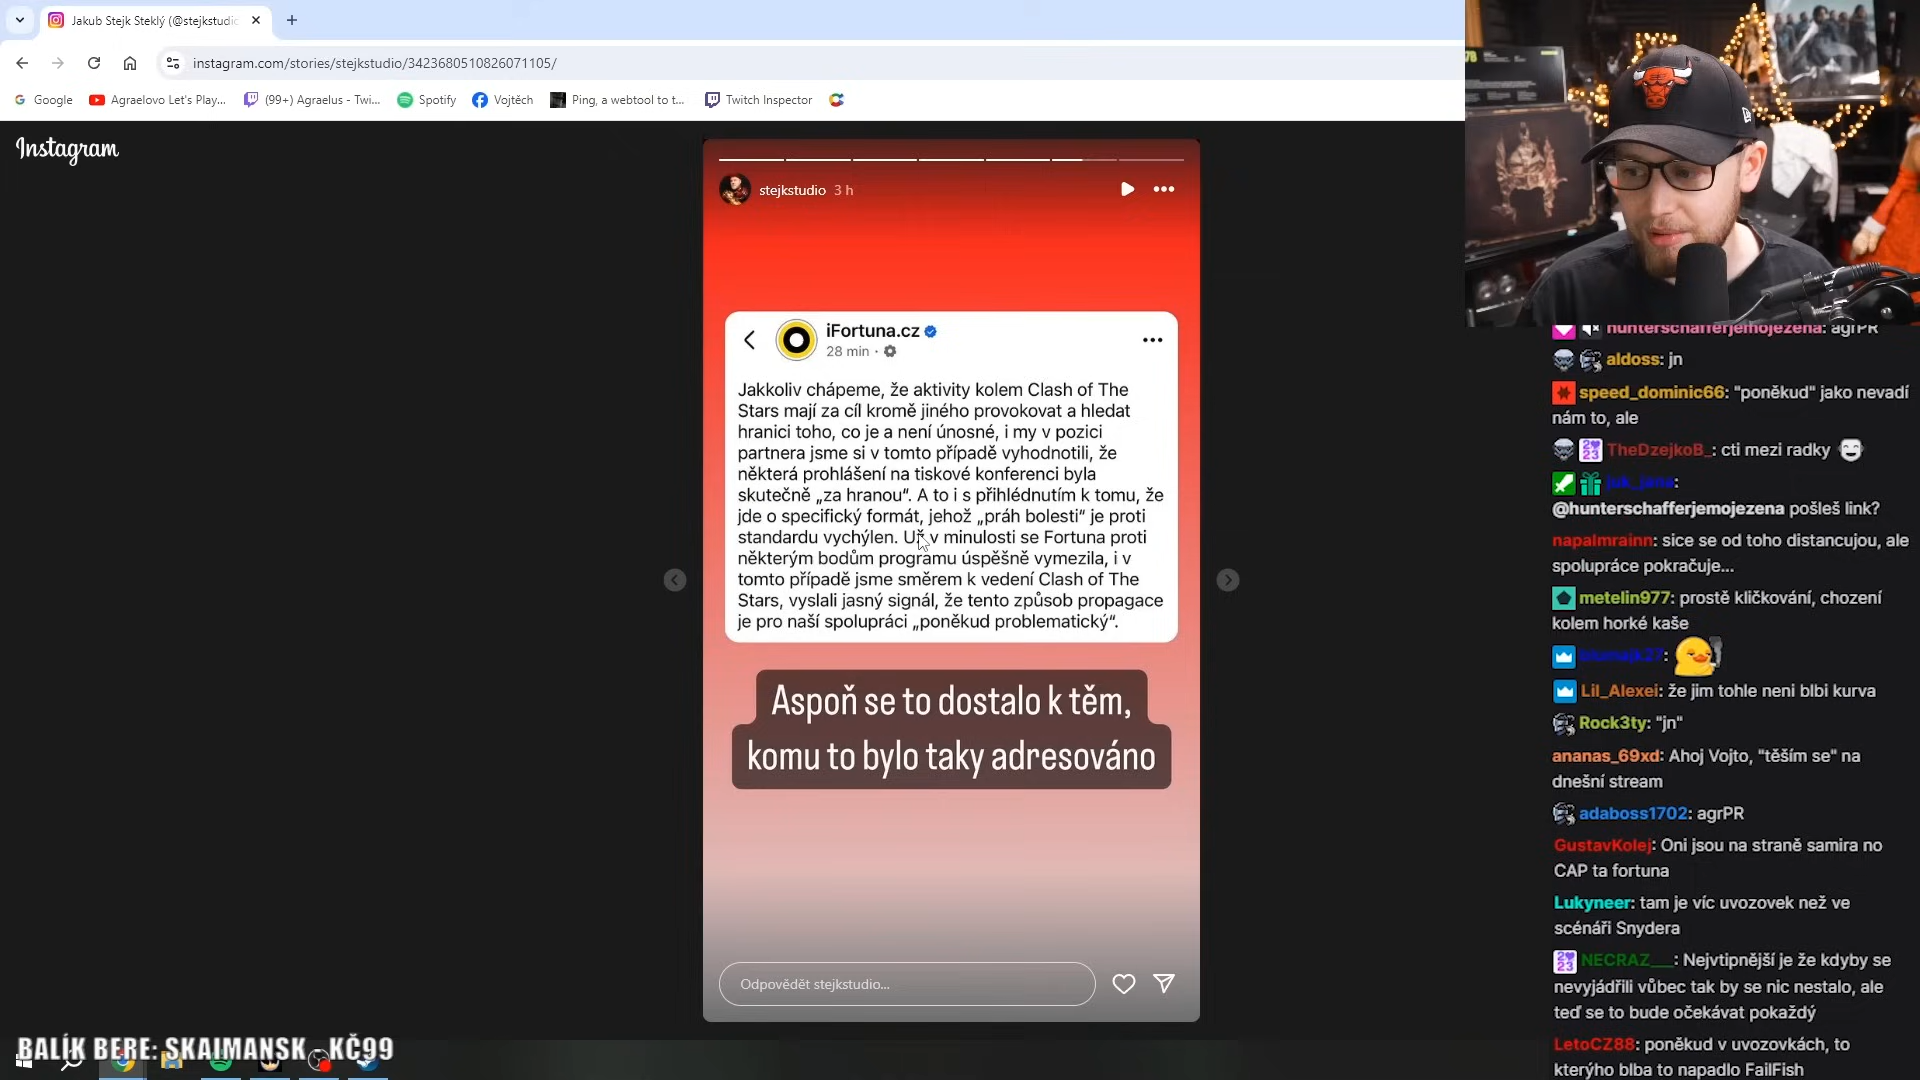 Jakub Stejk Steklý (@stejkstudio
instagram.com/stories/stejkstudio/3423680510826071105/
Google
Agraelovo Let's Play...
(99+) Agraelus - Twi...
Spotify
Vojtěch
Ping, a webtool to t...
Twitch Inspector
Instagram
stejkstudio 3 h
iFortuna.cz
28 min
Jakkoliv chápeme, že aktivity kolem Clash of The
Stars mají za cíl kromě jiného provokovat a hledat
hranici toho, co je a není únosné, i my v pozici
partnera jsme si v tomto případě vyhodnotili, že
některá prohlášení na tiskové konferenci byla
skutečně „za hranou“. A to i s přihlédnutím k tomu, že
jde o specifický formát, jehož „práh bolesti“ je proti
standardu vychýlen. Už v minulosti se Fortuna proti
některým bodům programu úspěšně vymezila, i v
tomto případě jsme směrem k vedení Clash of The
Stars, vyslali jasný signál, že tento způsob propagace
je pro naší spolupráci „poněkud problematický“.
Aspoň se to dostalo k těm,
komu to bylo taky adresováno
Odpovědět stejkstudio...
hunterschafferjemojezena: agrPR
aldoss: jn
speed_dominic66: "poněkud" jako nevadí
nám to, ale
TheDzejkoB_: cti mezi radky
juk_jana:
@hunterschafferjemojezena pošleš link?
napalmrainn: sice se od toho distancujou, ale
spolupráce pokračuje...
metelin977: prostě kličkování, chození
kolem horké kaše
Lil_Alexei: že jim tohle neni blbi kurva
Rock3ty: "jn"
ananas_69xd: Ahoj Vojto, "těším se" na
dnešní stream
adaboss1702: agrPR
GustavKolej: Oni jsou na straně samira no
CAP ta fortuna
Lukyneer: tam je víc uvozovek než ve
scénáři Snydera
NECRAZ___: Nejvtipnější je že kdyby se
nevyjádřili vůbec tak by se nic nestalo, ale
teď se to bude očekávat pokaždý
LetoCZ88: poněkud v uvozovkách, to
kterýho blba to napadlo FailFish
BALÍK BERE: SKAIMANSK - KČ99